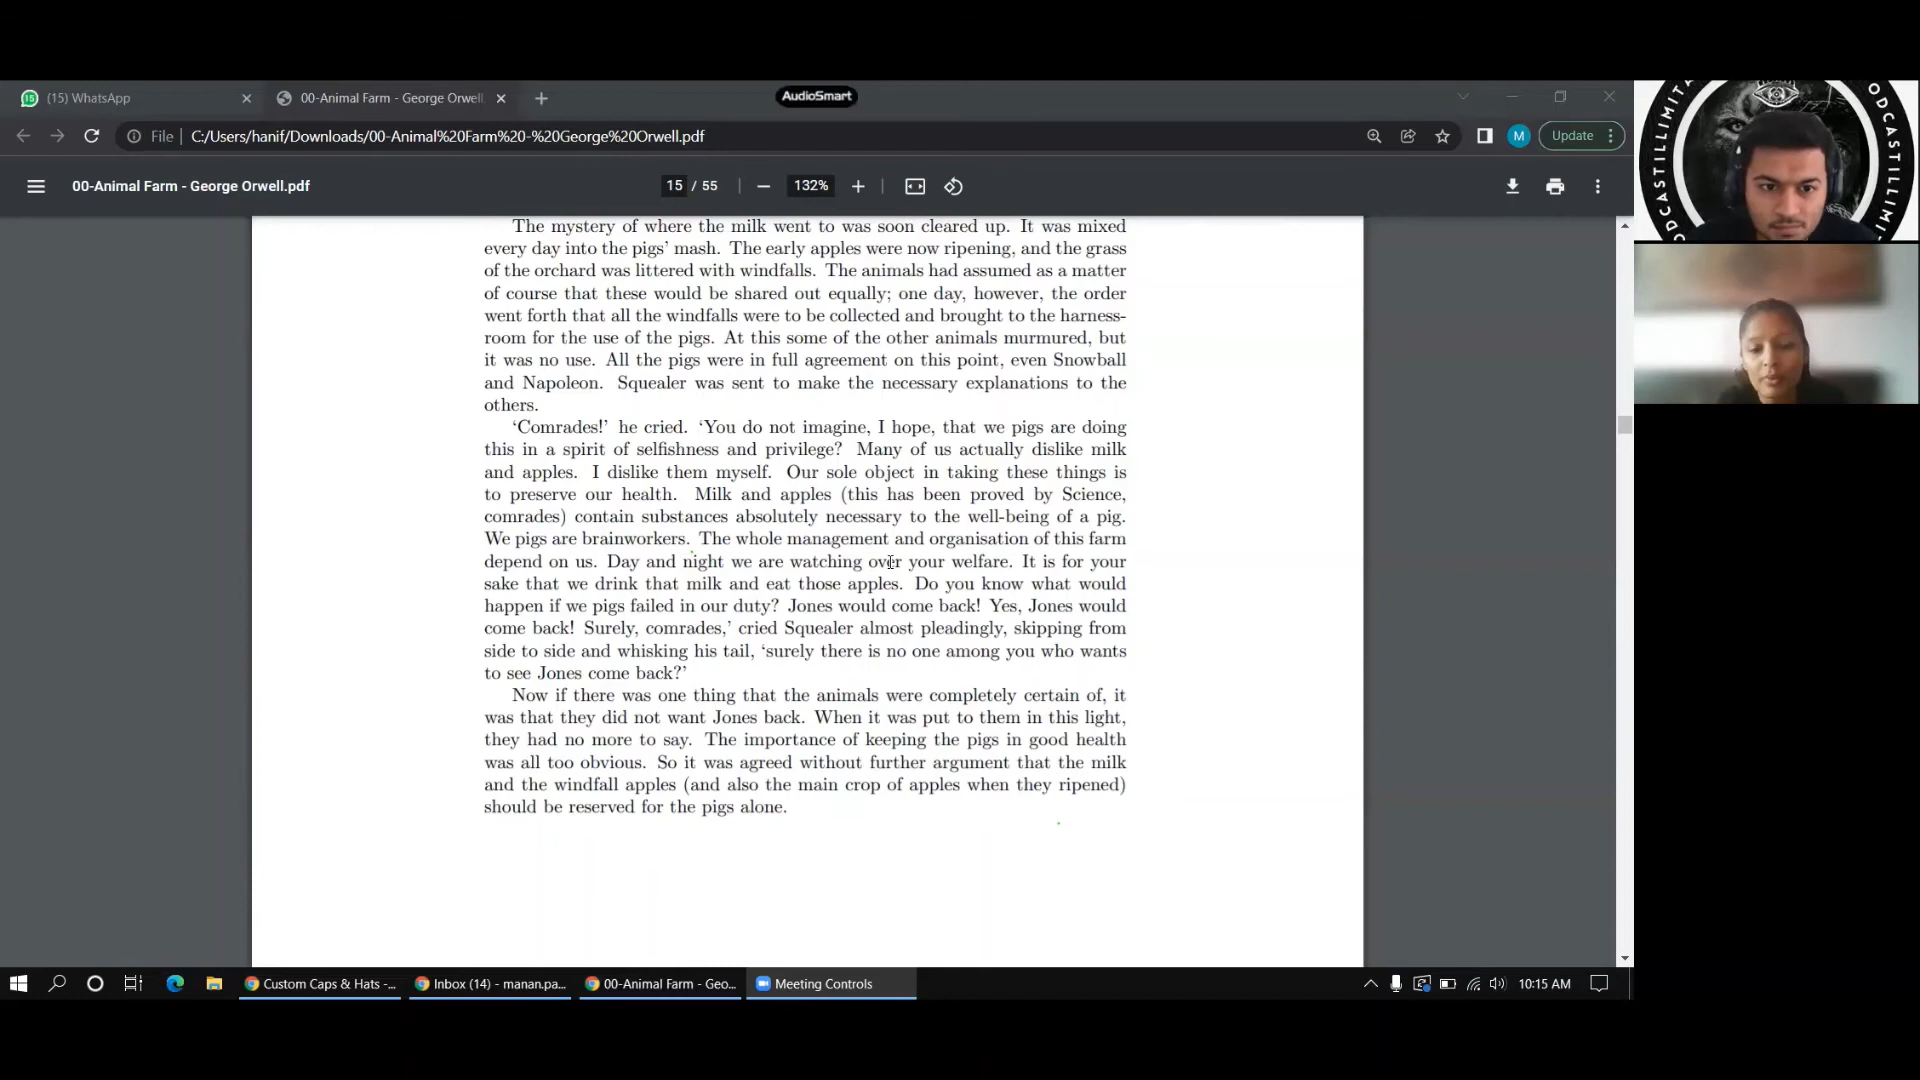 (15) WhatsApp
00-Animal Farm - George Orwell
AudioSmart
File
C:/Users/hanif/Downloads/00-Animal%20Farm%20-%20George%20Orwell.pdf
M
Update
00-Animal Farm - George Orwell.pdf
15 / 55
132%
The mystery of where the milk went to was soon cleared up. It was mixed
every day into the pigs’ mash. The early apples were now ripening, and the grass
of the orchard was littered with windfalls. The animals had assumed as a matter
of course that these would be shared out equally; one day, however, the order
went forth that all the windfalls were to be collected and brought to the harness-
room for the use of the pigs. At this some of the other animals murmured, but
it was no use. All the pigs were in full agreement on this point, even Snowball
and Napoleon. Squealer was sent to make the necessary explanations to the
others.
‘Comrades!’ he cried. ‘You do not imagine, I hope, that we pigs are doing
this in a spirit of selfishness and privilege? Many of us actually dislike milk
and apples. I dislike them myself. Our sole object in taking these things is
to preserve our health. Milk and apples (this has been proved by Science,
comrades) contain substances absolutely necessary to the well-being of a pig.
We pigs are brainworkers. The whole management and organisation of this farm
depend on us. Day and night we are watching over your welfare. It is for your
sake that we drink that milk and eat those apples. Do you know what would
happen if we pigs failed in our duty? Jones would come back! Yes, Jones would
come back! Surely, comrades,’ cried Squealer almost pleadingly, skipping from
side to side and whisking his tail, ‘surely there is no one among you who wants
to see Jones come back?’
Now if there was one thing that the animals were completely certain of, it
was that they did not want Jones back. When it was put to them in this light,
they had no more to say. The importance of keeping the pigs in good health
was all too obvious. So it was agreed without further argument that the milk
and the windfall apples (and also the main crop of apples when they ripened)
should be reserved for the pigs alone.
Custom Caps & Hats -...
Inbox (14) - manan.pa...
00-Animal Farm - Geo...
Meeting Controls
10:15 AM